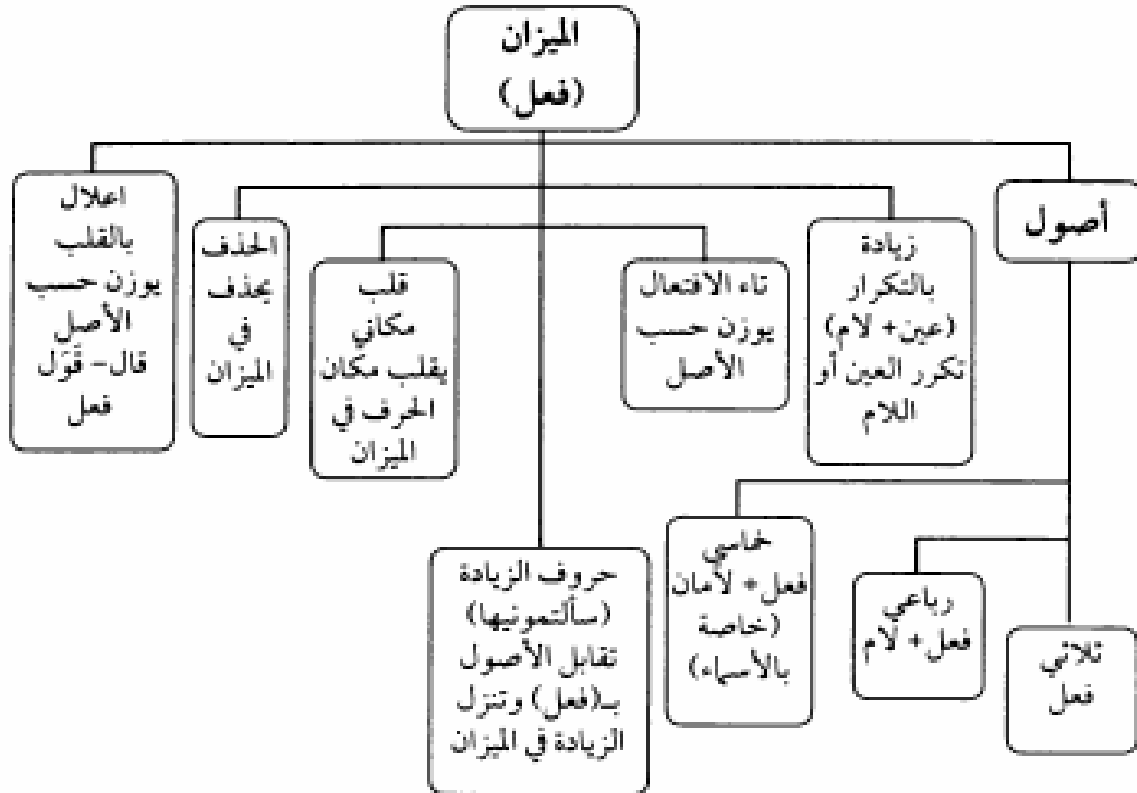 الميزان
(فعل)
أصول
زيادة
بالتكرار
(عين+ لام)
تكرر العين أو
اللام
تاء الافتعال
يوزن حسب
الأصل
قلب
مكاني
يقلب مكان
الحرف في
الميزان
الحذف
يحذف
في
الميزان
اعلال
بالقلب
يوزن حسب
الأصل
قال- قَوَل
فعل
ثلاثي
فعل
رباعي
فعل+ لام
خماسي
فعل+ لامان
(خاصة
بالأسماء)
حروف الزيادة
(سألتمونيها)
تقابل الأصول
بـ(فعل) وتنزل
الزيادة في الميزان